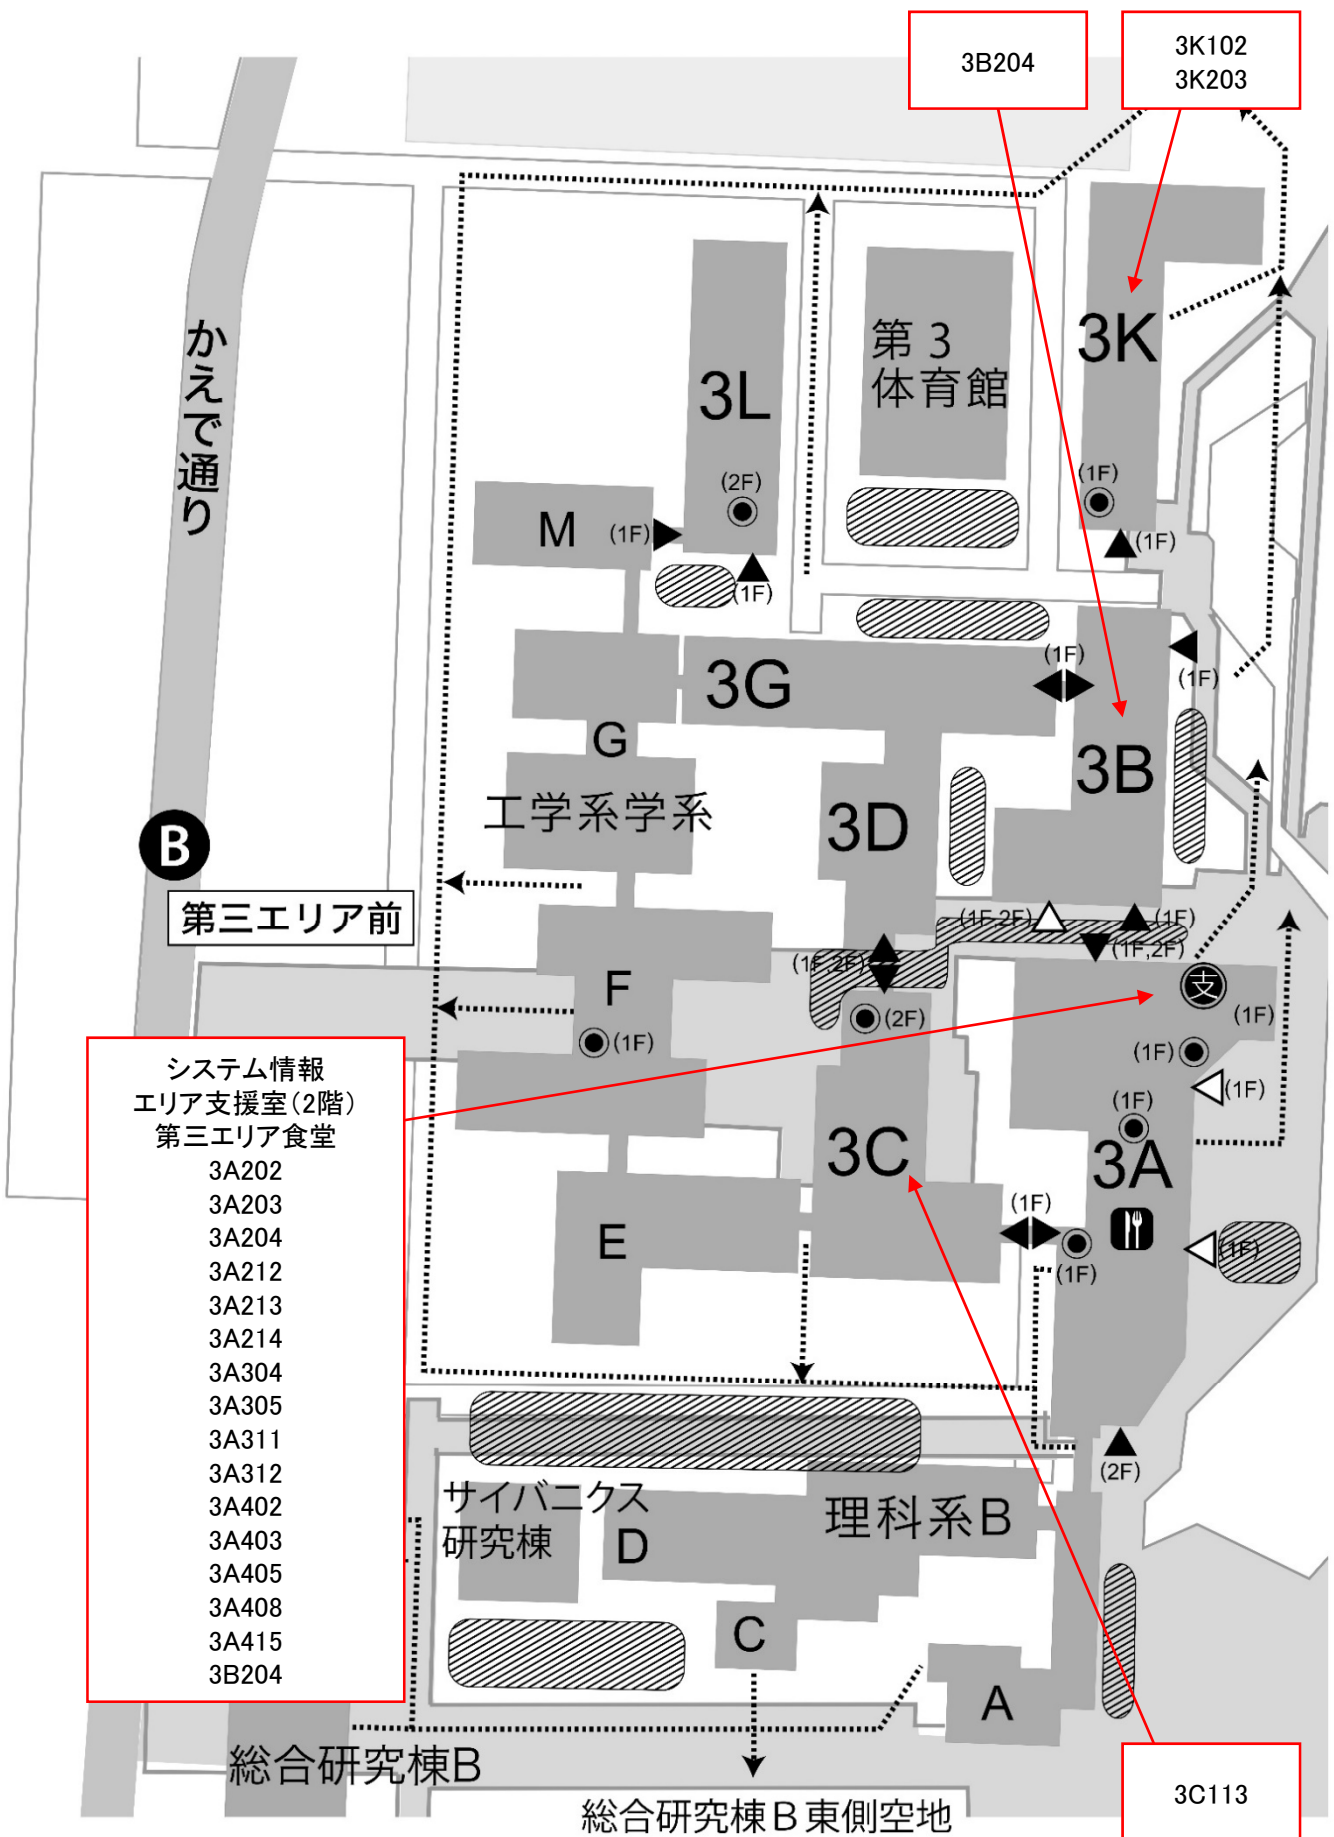 3B204
3K102
3K203
かえで通り
3L
第 3
体育館
3K
(2F)
(1F)
M
(1F)
(1F)
(1F)
3G
(1F)
(1F)
G
工学系学系
3D
3B
B
第三エリア前
(1F,2F)
(1F)
(1F,2F)
(1F,2F)
支
F
(2F)
(1F)
(1F)
(1F)
(1F)
(1F)
システム情報
エリア支援室（2階）
第三エリア食堂
3A202
3A203
3A204
3A212
3A213
3A214
3A304
3A305
3A311
3A312
3A402
3A403
3A405
3A408
3A415
3B204
3C
3A
E
(1F)
(1F)
(1F)
(2F)
サイバニクス
研究棟
D
理科系B
C
A
総合研究棟B
総合研究棟B東側空地
3C113